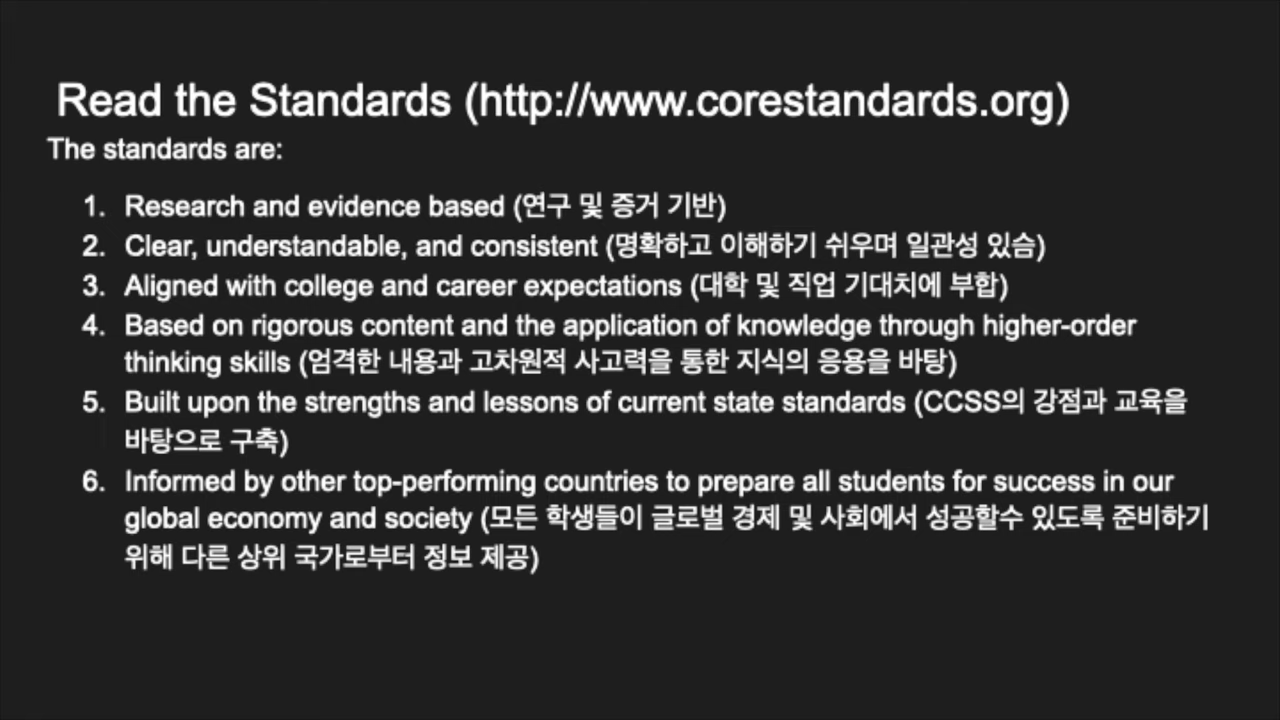 Read the Standards (http://www.corestandards.org)
The standards are:
1. Research and evidence based (연구 및 증거 기반)
2. Clear, understandable, and consistent (명확하고 이해하기 쉬우며 일관성 있슴)
3. Aligned with college and career expectations (대학 및 직업 기대치에 부합)
4. Based on rigorous content and the application of knowledge through higher-order
thinking skills (엄격한 내용과 고차원적 사고력을 통한 지식의 응용을 바탕)
5. Built upon the strengths and lessons of current state standards (CCSS의 강점과 교육을
바탕으로 구축)
6. Informed by other top-performing countries to prepare all students for success in our
global economy and society (모든 학생들이 글로벌 경제 및 사회에서 성공할수 있도록 준비하기
위해 다른 상위 국가로부터 정보 제공)